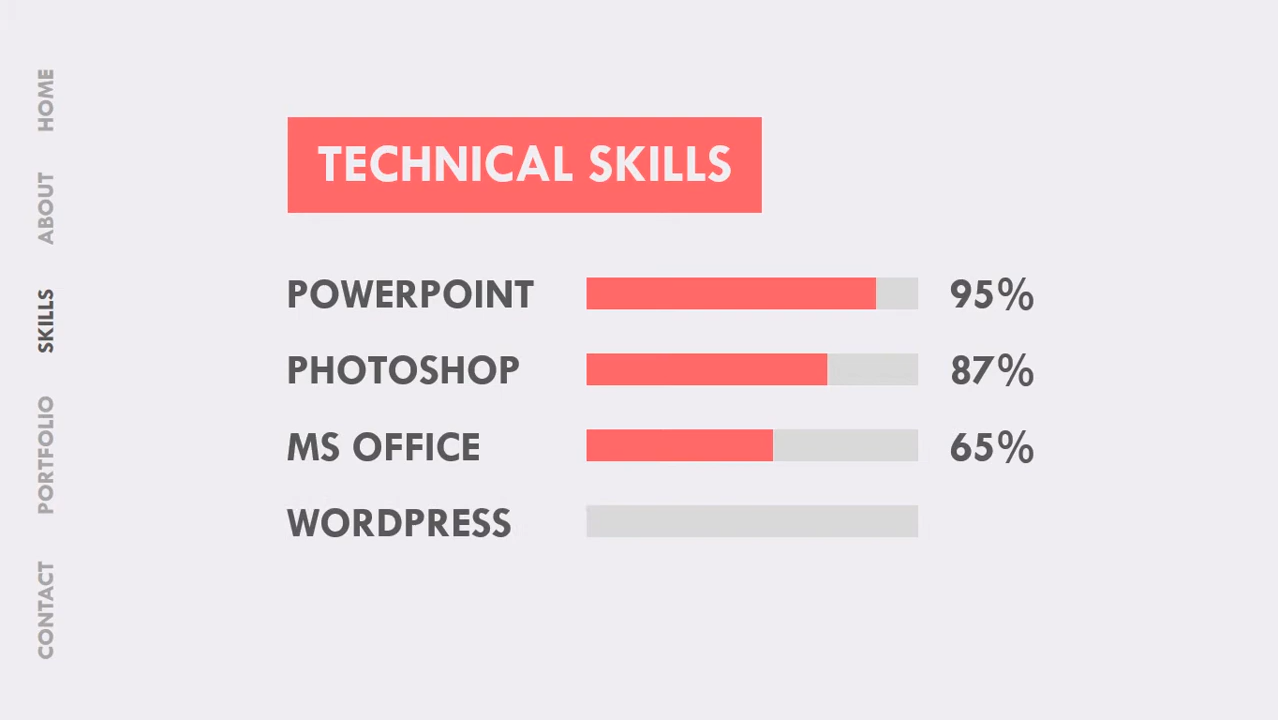 HOME
ABOUT
SKILLS
PORTFOLIO
CONTACT
TECHNICAL SKILLS
POWERPOINT 95%
PHOTOSHOP 87%
MS OFFICE 65%
WORDPRESS